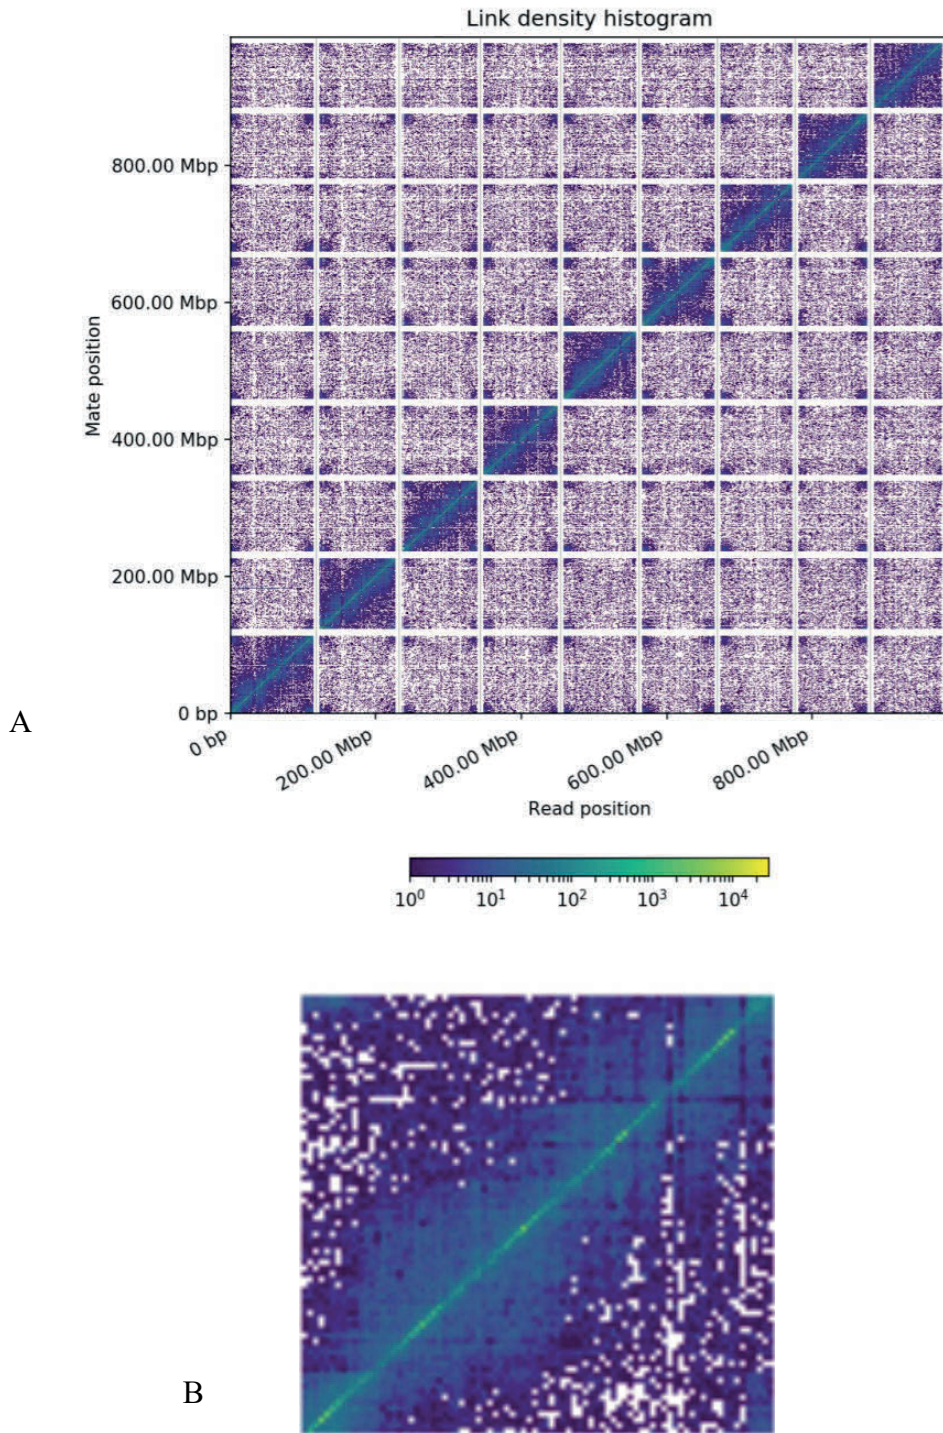 Link density histogram
800.00 Mbp
600.00 Mbp
400.00 Mbp
200.00 Mbp
0 bp
Mate position
A
0 bp
200.00 Mbp
400.00 Mbp
600.00 Mbp
800.00 Mbp
Read position
10⁰
10¹
10²
10³
10⁴
B